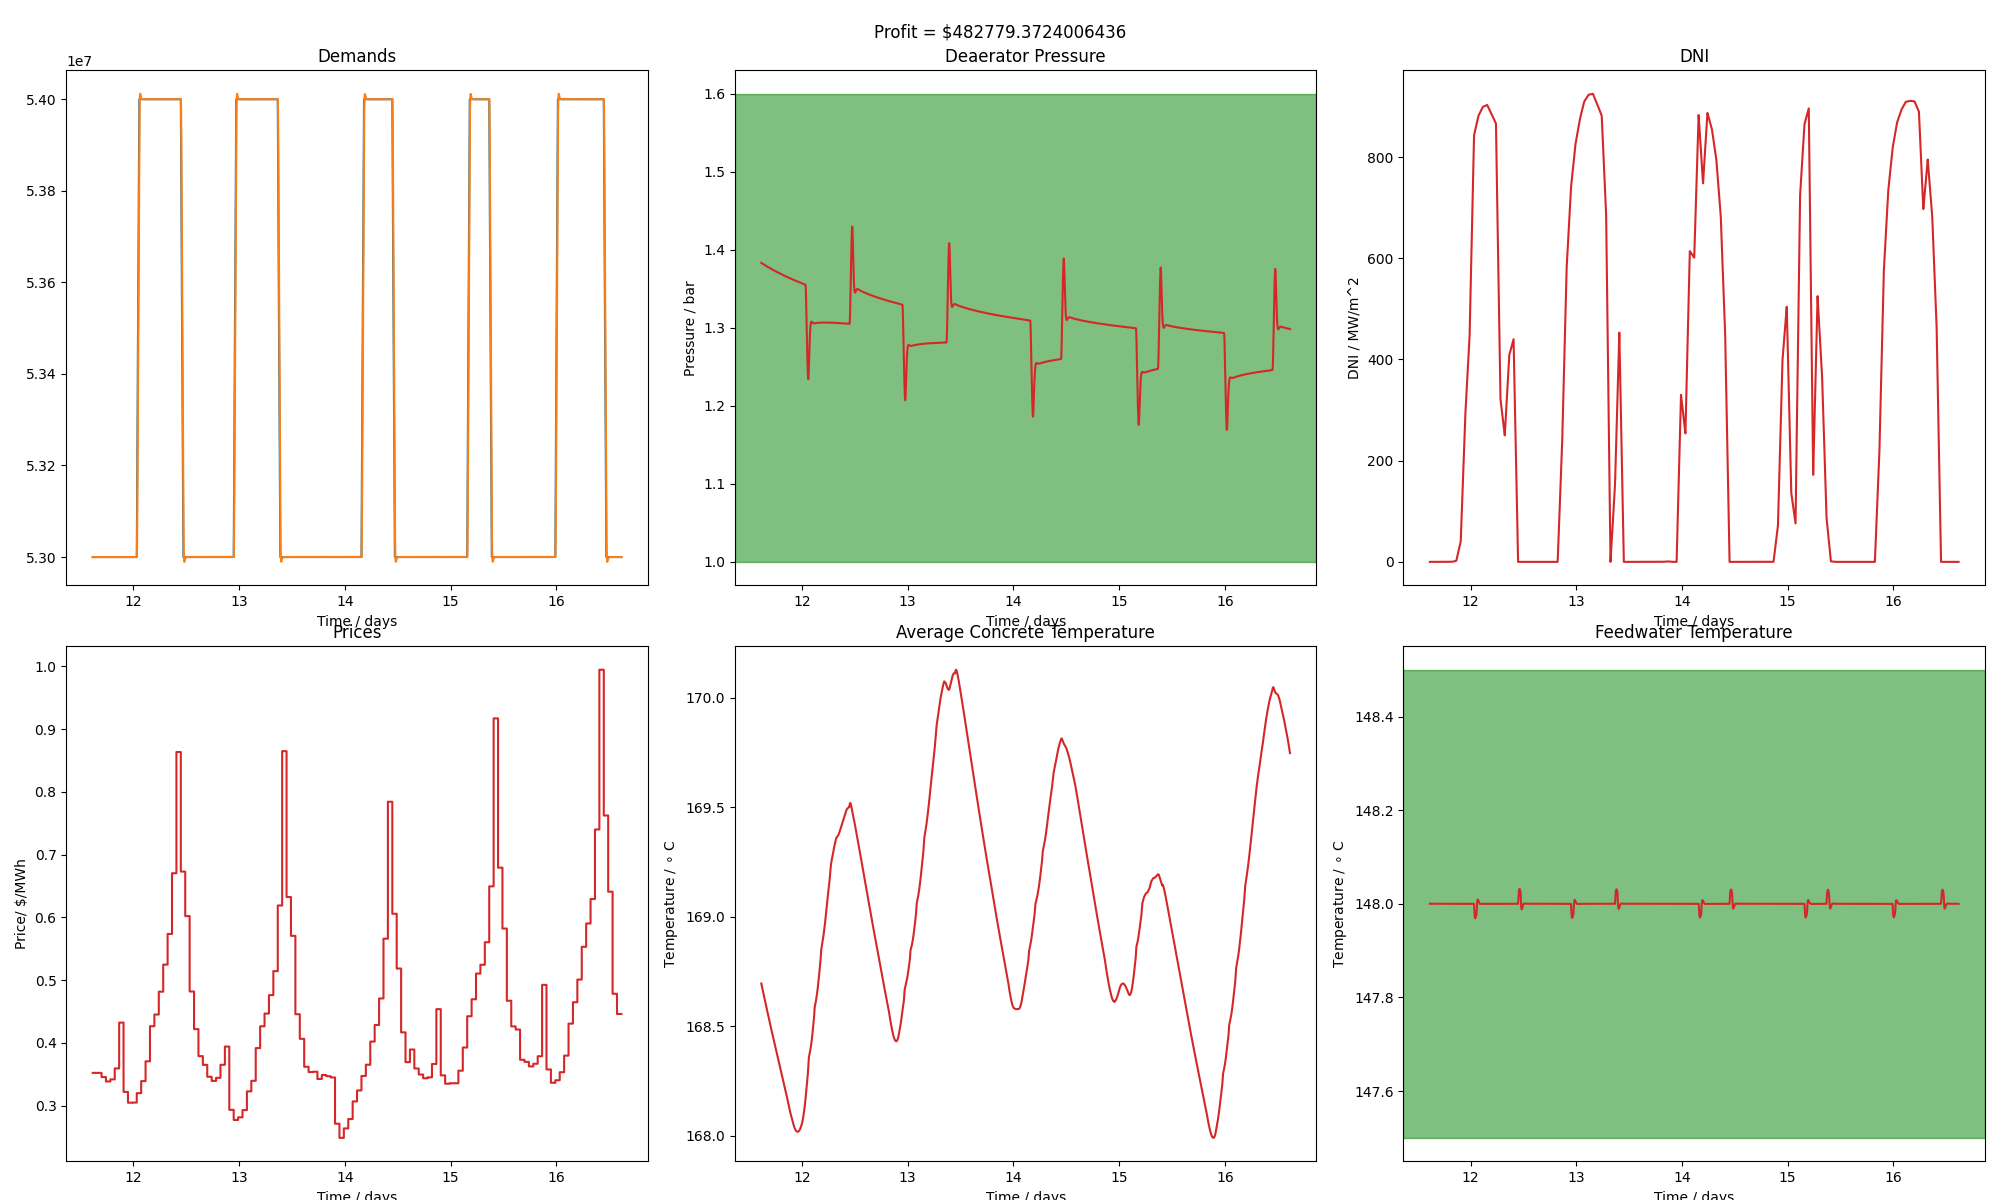 Profit = $482779.3724006436
Demands
1e7
5.40
5.38
5.36
5.34
5.32
5.30
12 13 14 15 16
Time / days
Deaerator Pressure
Pressure / bar
1.6
1.5
1.4
1.3
1.2
1.1
1.0
12 13 14 15 16
Time / days
DNI
DNI / MW/m^2
800
600
400
200
0
12 13 14 15 16
Time / days
Prices
Price/ $/MWh
1.0
0.9
0.8
0.7
0.6
0.5
0.4
0.3
12 13 14 15 16
Time / days
Average Concrete Temperature
Temperature / ∘ C
170.0
169.5
169.0
168.5
168.0
12 13 14 15 16
Time / days
Feedwater Temperature
Temperature / ∘ C
148.4
148.2
148.0
147.8
147.6
12 13 14 15 16
Time / days